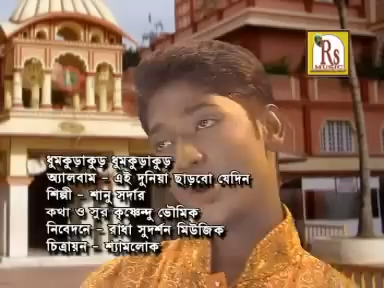 Rs
MUSIC
ধুমকুড়াকুড় ধুমকুড়াকুড়
অ্যালবাম - এই দুনিয়া ছাড়বো যেদিন
শিল্পী - শানু সর্দার
কথা ও সুর কৃষ্ণেন্দু ভৌমিক
নিবেদনে - রাধা সুদর্শন মিউজিক
চিত্রায়ন - শ্যামলোক